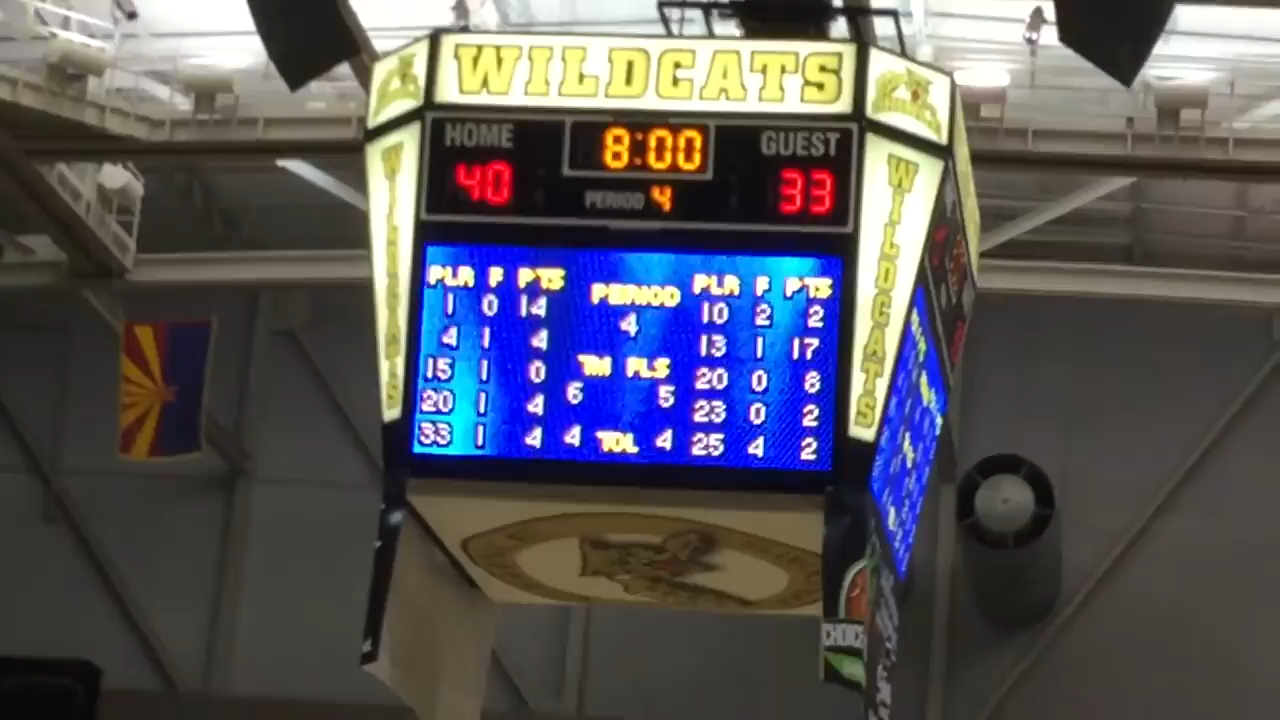 WILDCATS
HOME 8:00 GUEST
40 PERIOD 4 33
WILDCATS
WILDCATS
PLR F PTS PERIOD PLR F PTS
1 0 14 4 10 2 2
4 1 4 13 1 17
15 1 0 TM FLS 20 0 6
20 1 4 6 5 23 0 2
33 1 4 4 TOL 4 25 4 2
CHOICE